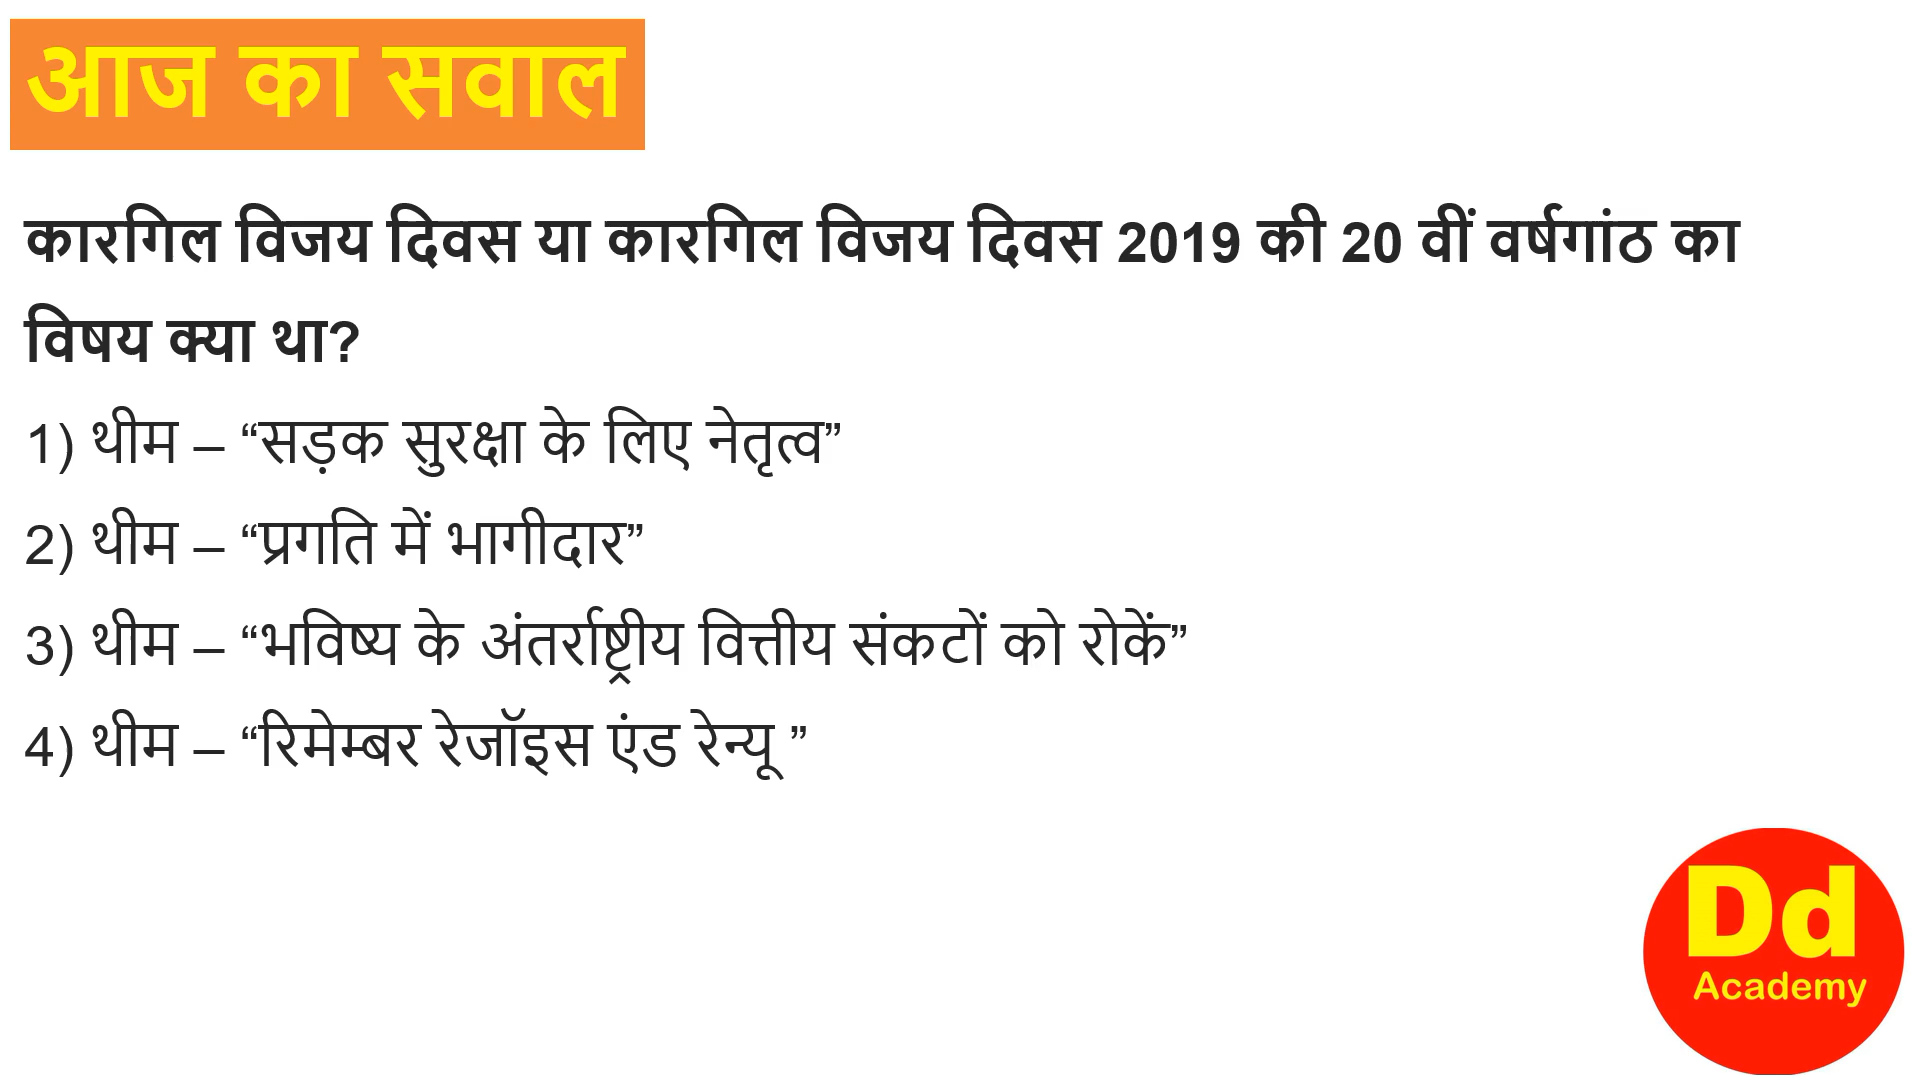 आज का सवाल
कारगिल विजय दिवस या कारगिल विजय दिवस 2019 की 20 वीं वर्षगांठ का
विषय क्या था?
1) थीम – “सड़क सुरक्षा के लिए नेतृत्व”
2) थीम – “प्रगति में भागीदार”
3) थीम – “भविष्य के अंतर्राष्ट्रीय वित्तीय संकटों को रोकें”
4) थीम – “रिमेम्बर रेजॉइस एंड रेन्यू ”
Dd
Academy